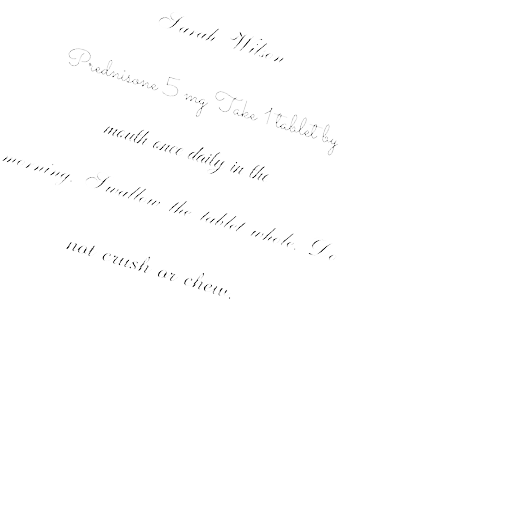 Sarah Wilson
Prednisone 5 mg Take 1 tablet by
mouth once daily in the
morning. Swallow the tablet whole. Do
not crush or chew.